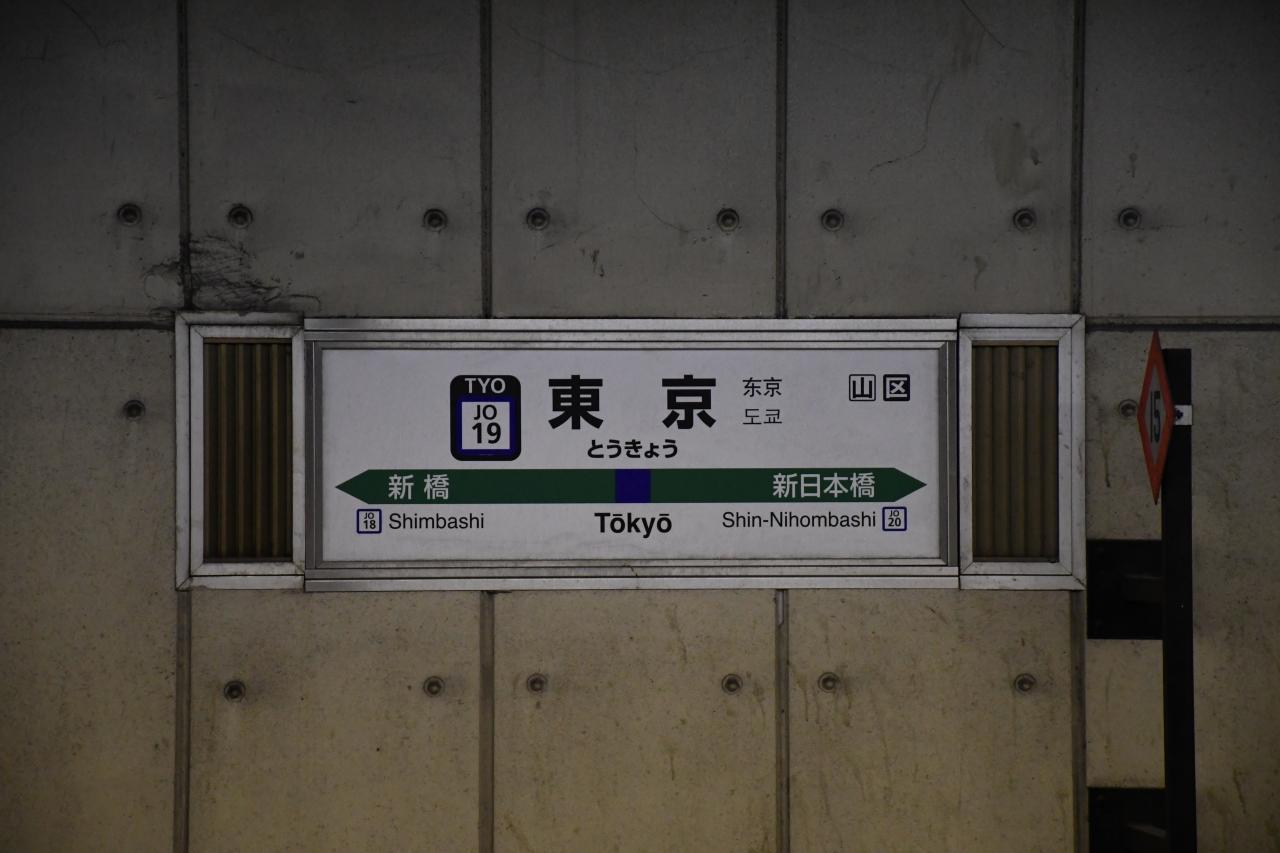 TYO
JO
19
東京
とうきょう
东京
도쿄
山 区
新橋
新日本橋
JO
18
Shimbashi
Tōkyō
Shin-Nihombashi
JO
20
15